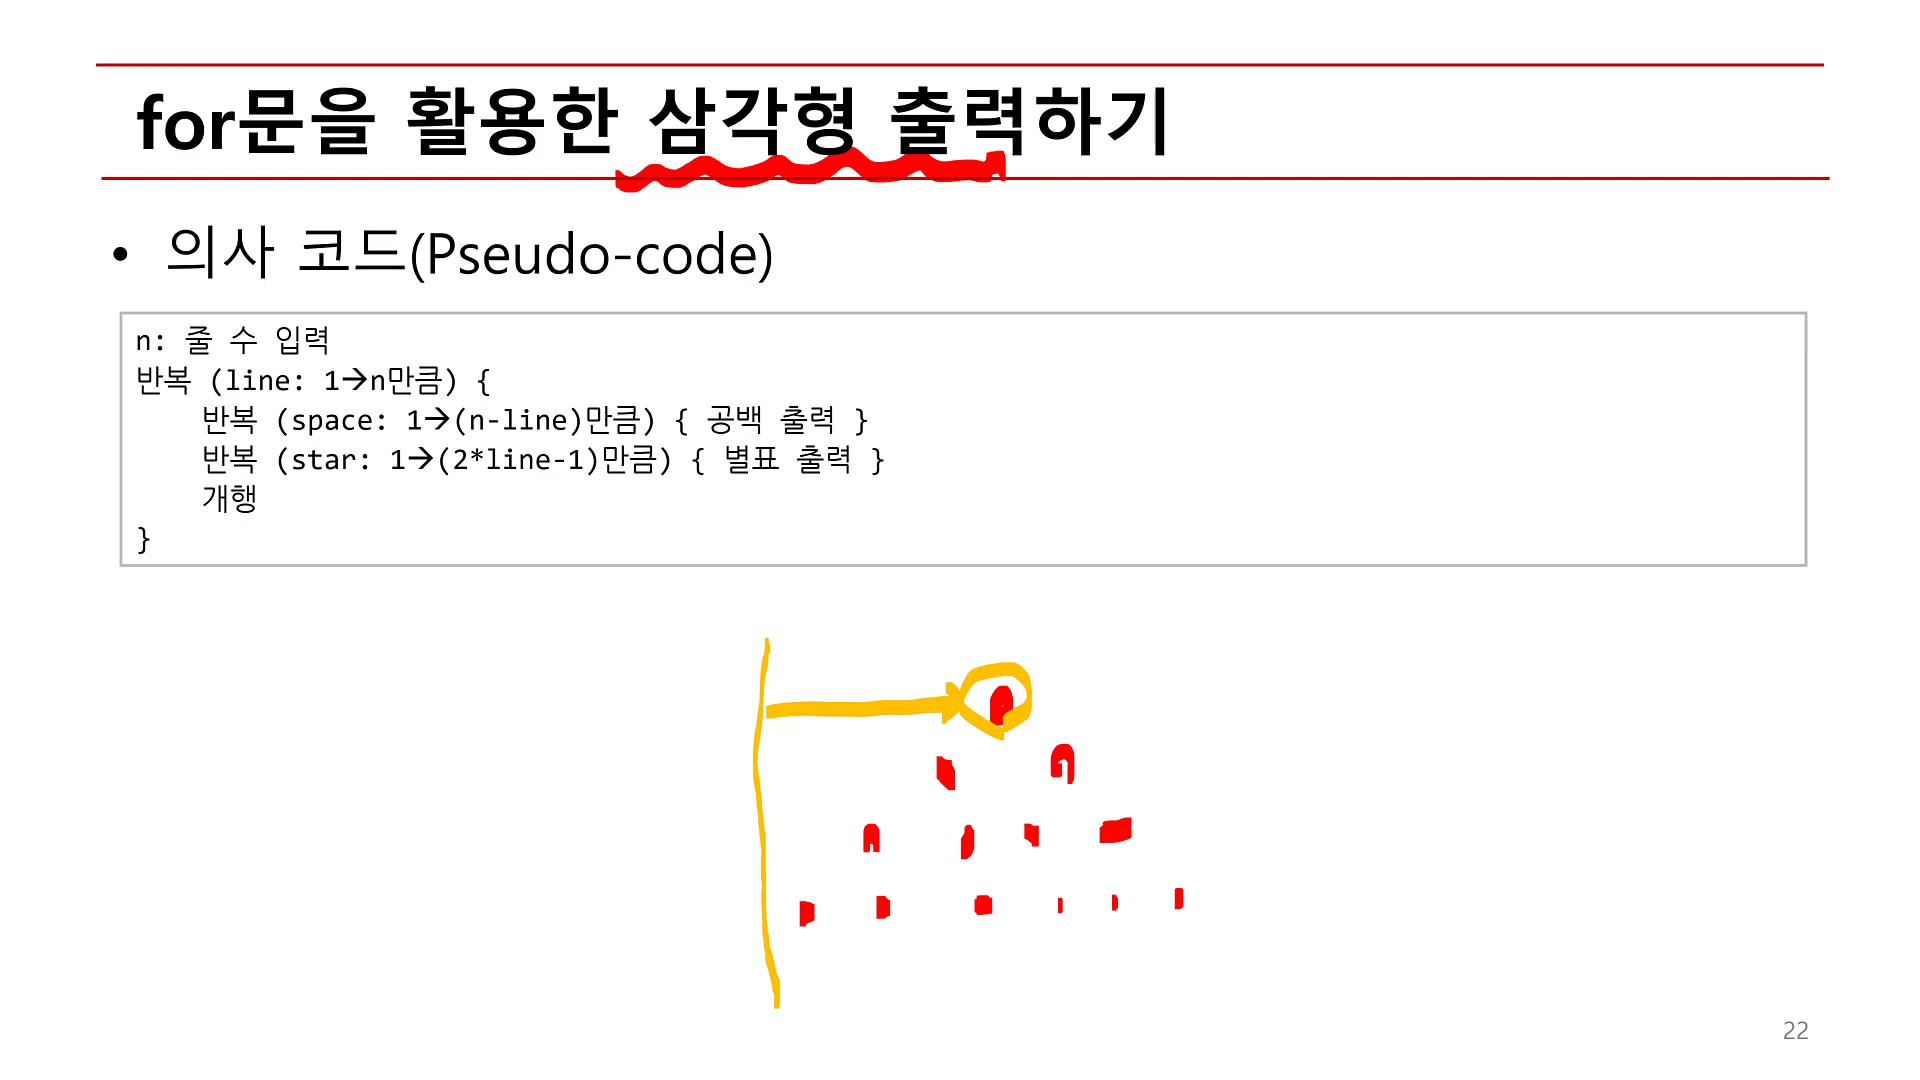 for문을 활용한 삼각형 출력하기
• 의사 코드(Pseudo-code)
n: 줄 수 입력
반복 (line: 1→n만큼) {
    반복 (space: 1→(n-line)만큼) { 공백 출력 }
    반복 (star: 1→(2*line-1)만큼) { 별표 출력 }
    개행
}
22